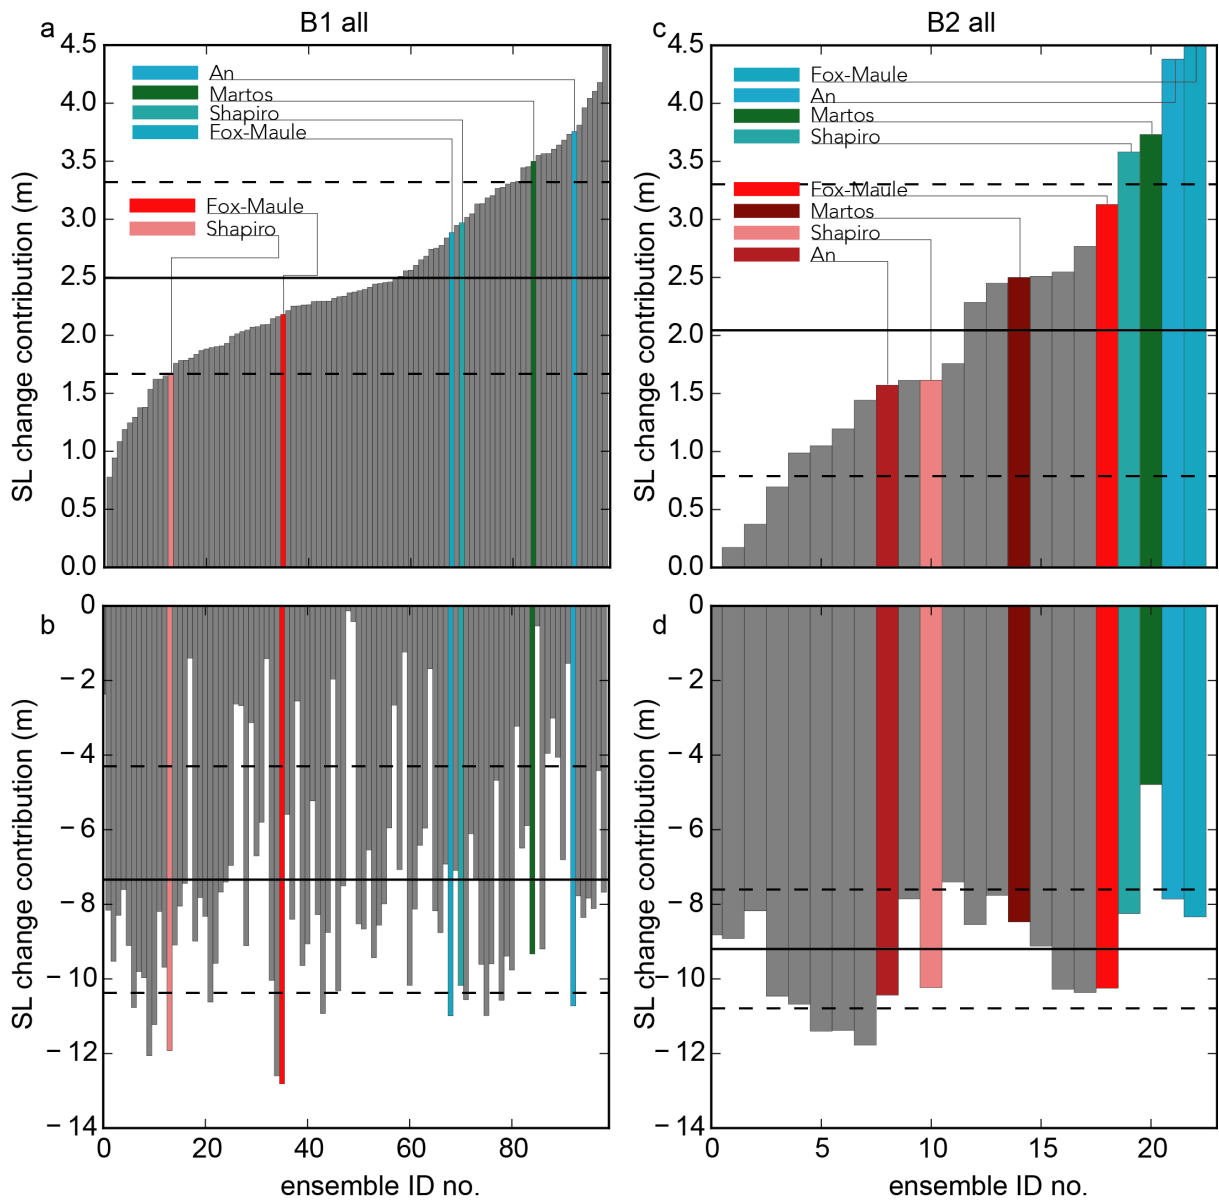 a
B1 all
4.5
4.0
3.5
3.0
2.5
2.0
1.5
1.0
0.5
0.0
SL change contribution (m)
An
Martos
Shapiro
Fox-Maule
Fox-Maule
Shapiro
c
B2 all
4.5
4.0
3.5
3.0
2.5
2.0
1.5
1.0
0.5
0.0
SL change contribution (m)
Fox-Maule
An
Martos
Shapiro
Fox-Maule
Martos
Shapiro
An
b
0
−2
−4
−6
−8
−10
−12
−14
SL change contribution (m)
0 20 40 60 80
ensemble ID no.
d
0
−2
−4
−6
−8
−10
−12
−14
SL change contribution (m)
0 5 10 15 20
ensemble ID no.